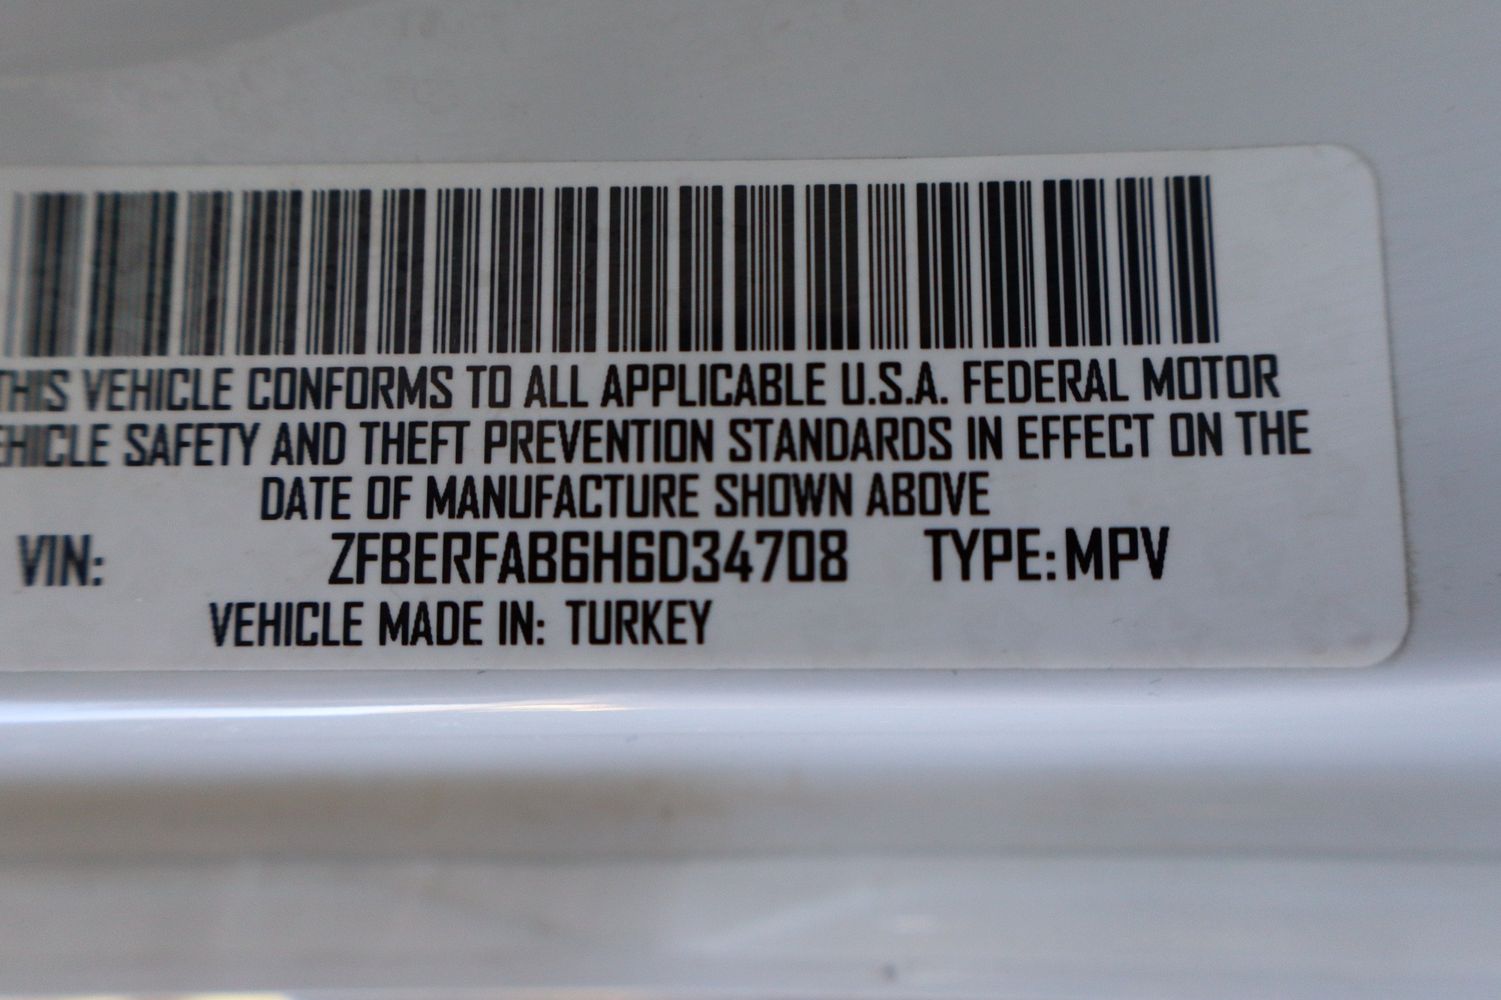 THIS VEHICLE CONFORMS TO ALL APPLICABLE U.S.A. FEDERAL MOTOR
EHICLE SAFETY AND THEFT PREVENTION STANDARDS IN EFFECT ON THE
DATE OF MANUFACTURE SHOWN ABOVE
VIN: ZFBERFAB6H6D34708 TYPE: MPV
VEHICLE MADE IN: TURKEY